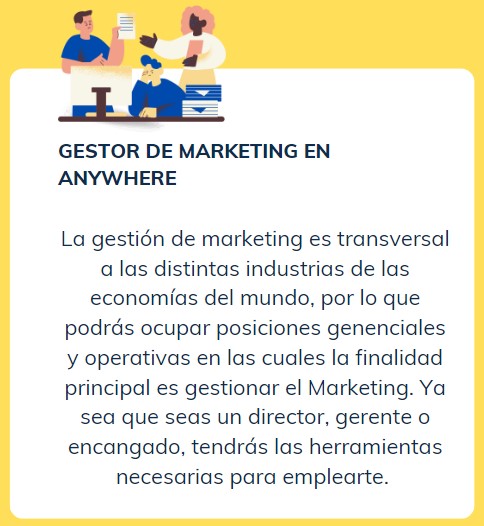 GESTOR DE MARKETING EN
ANYWHERE
La gestión de marketing es transversal
a las distintas industrias de las
economías del mundo, por lo que
podrás ocupar posiciones genenciales
y operativas en las cuales la finalidad
principal es gestionar el Marketing. Ya
sea que seas un director, gerente o
encangado, tendrás las herramientas
necesarias para emplearte.